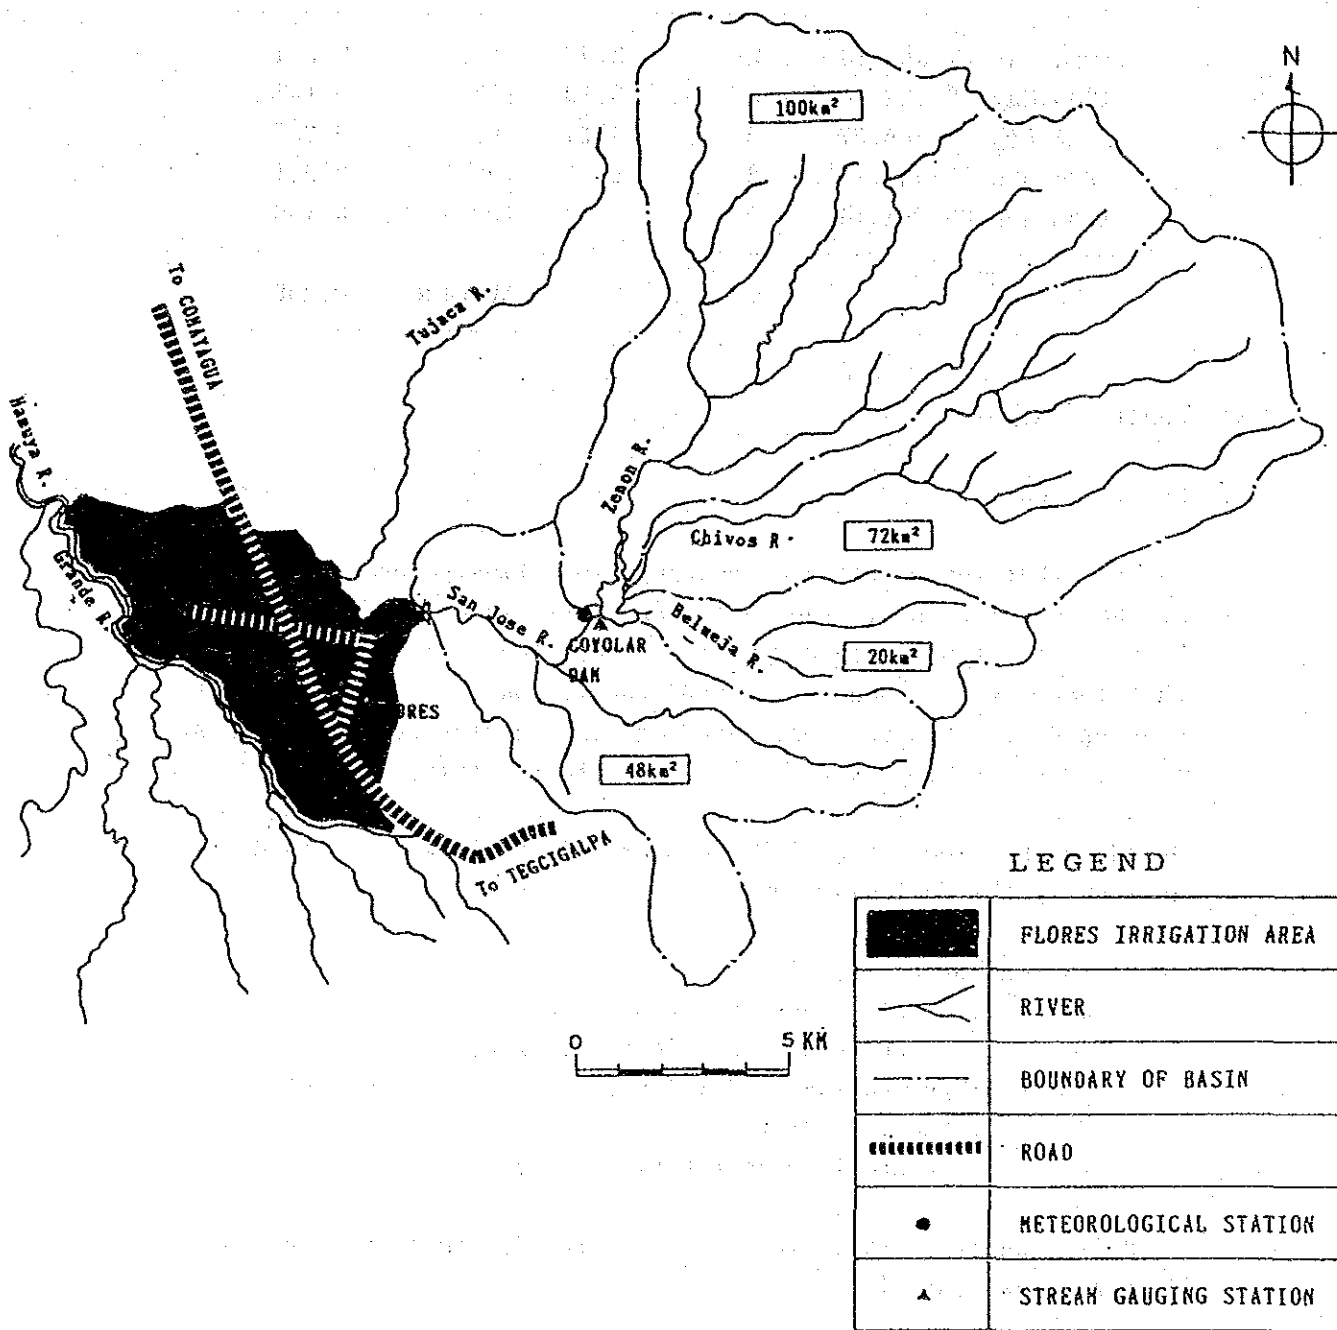 N
100km²
To COMAYAGUA
Tujaca R.
Hamuya R.
Zenon R.
Chivos R.
72km²
Grande R.
San Jose R.
Belmeja R.
COYOLAR
DAM
20km²
ORES
48km²
To TEGCIGALPA
0 5 KM
LEGEND
FLORES IRRIGATION AREA
RIVER
BOUNDARY OF BASIN
ROAD
METEOROLOGICAL STATION
STREAM GAUGING STATION